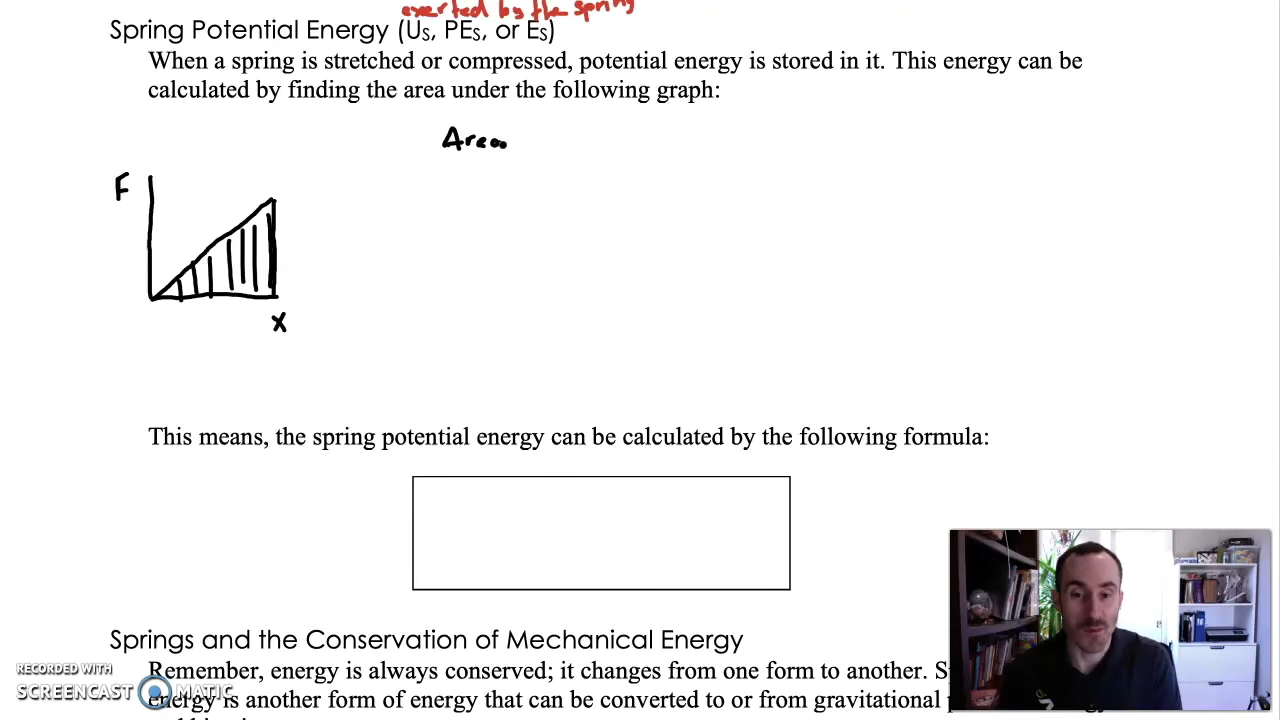 exerted by the spring
Spring Potential Energy (Us, PEs, or Es)
When a spring is stretched or compressed, potential energy is stored in it. This energy can be
calculated by finding the area under the following graph:
Area
F
x
This means, the spring potential energy can be calculated by the following formula:
Springs and the Conservation of Mechanical Energy
Remember, energy is always conserved; it changes from one form to another. S
energy is another form of energy that can be converted to or from gravitational
RECORDED WITH
SCREENCAST MATIC